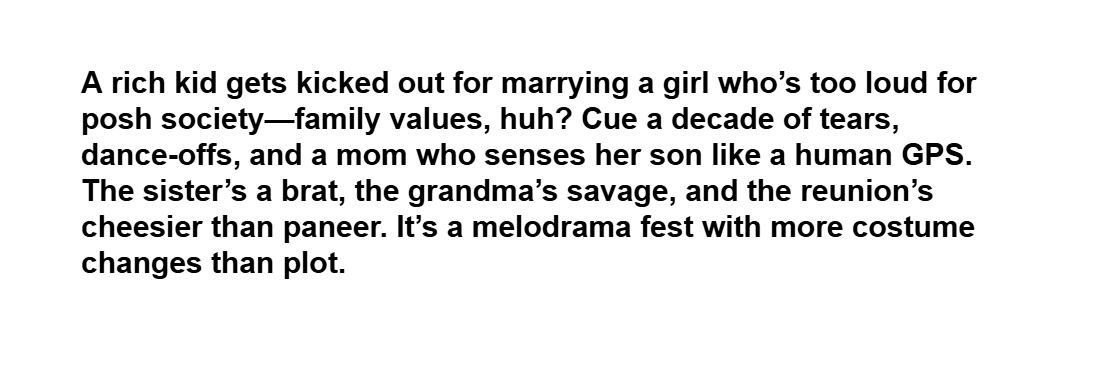 A rich kid gets kicked out for marrying a girl who’s too loud for
posh society—family values, huh? Cue a decade of tears,
dance-offs, and a mom who senses her son like a human GPS.
The sister’s a brat, the grandma’s savage, and the reunion’s
cheesier than paneer. It’s a melodrama fest with more costume
changes than plot.